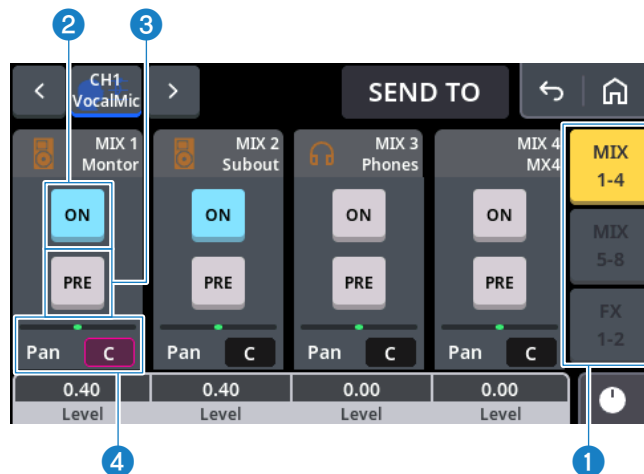 2
3
CH1
VocalMic
SEND TO
MIX 1
Montor
MIX 2
Subout
MIX 3
Phones
MIX 4
MX4
MIX
1-4
ON
ON
ON
ON
MIX
5-8
PRE
PRE
PRE
PRE
FX
1-2
Pan C
Pan C
Pan C
Pan C
0.40
0.40
0.00
0.00
Level
Level
Level
Level
4
1